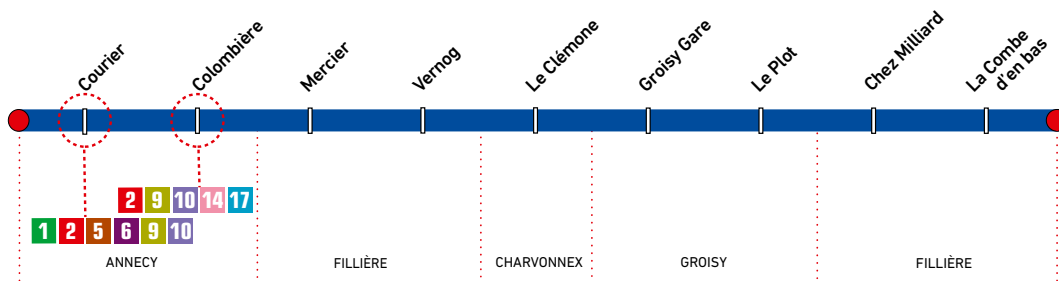 Courier
Colombière
Mercier
Vernog
Le Clémone
Groisy Gare
Le Plot
Chez Milliard
La Combe
d'en bas
2 9 10 14 17
1 2 5 6 9 10
ANNECY
FILLIÈRE
CHARVONNEX
GROISY
FILLIÈRE